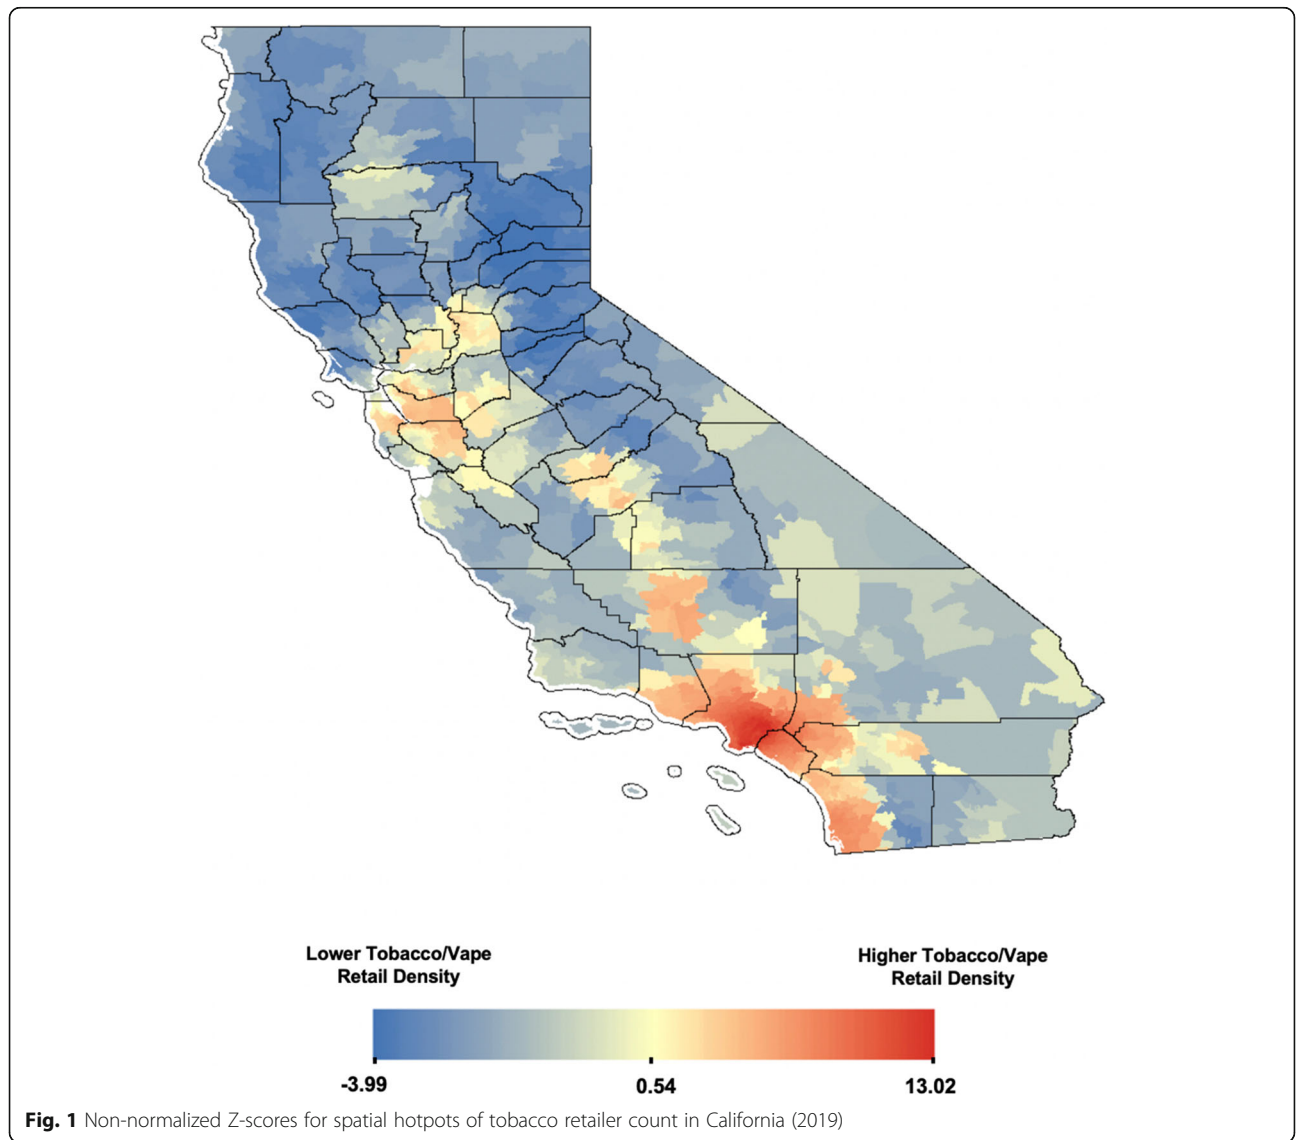 Lower Tobacco/Vape
Retail Density
Higher Tobacco/Vape
Retail Density
-3.99
0.54
13.02
Fig. 1 Non-normalized Z-scores for spatial hotpots of tobacco retailer count in California (2019)